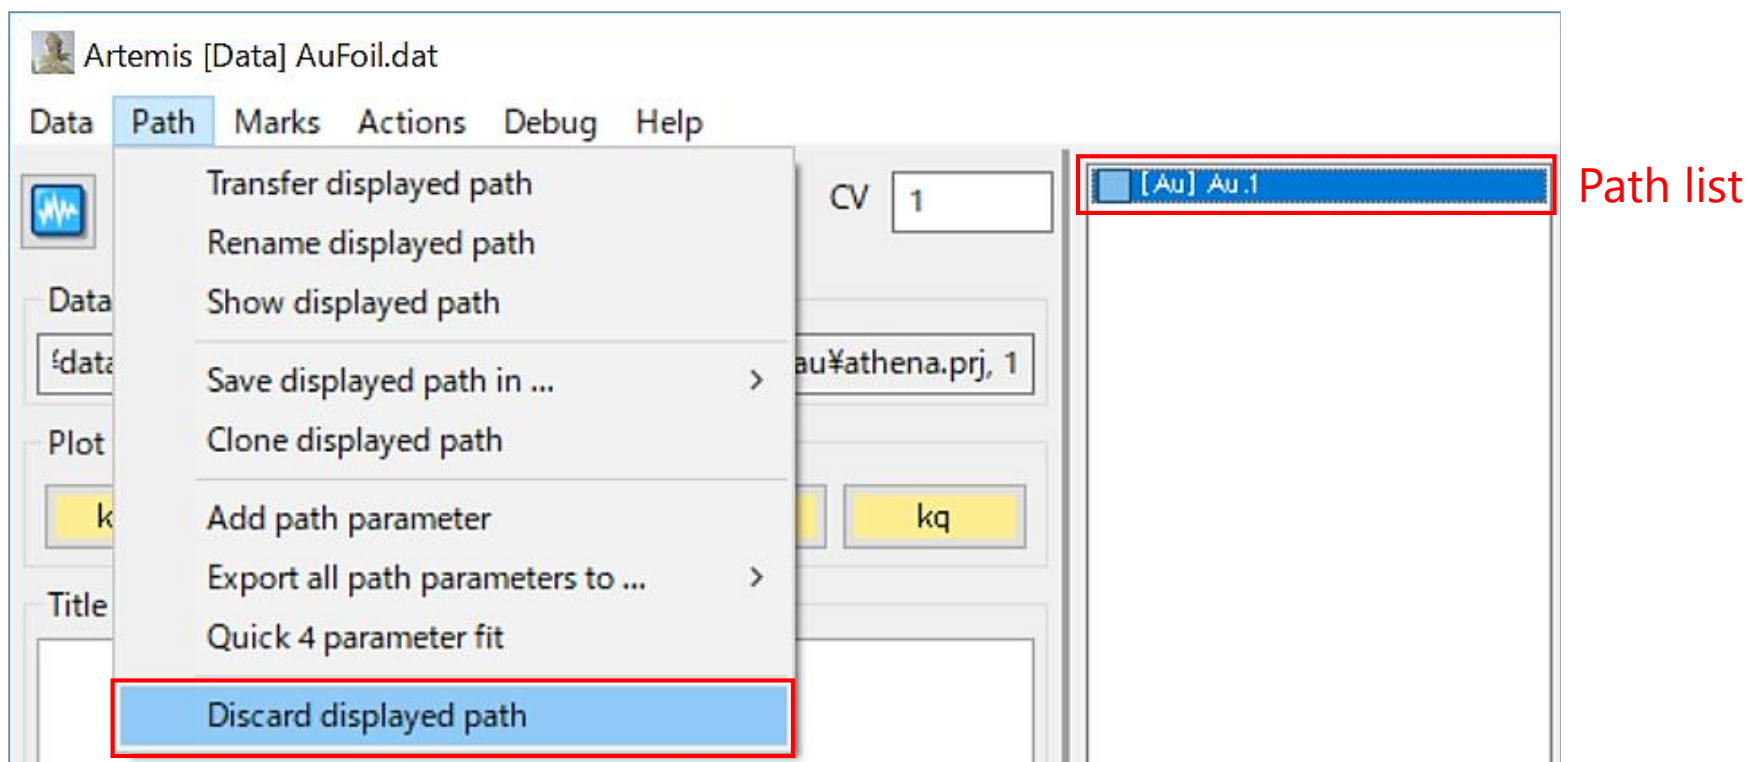 Artemis [Data] AuFoil.dat
Data Path Marks Actions Debug Help
Transfer displayed path
Rename displayed path
Show displayed path
Save displayed path in ... >
Clone displayed path
Add path parameter
Export all path parameters to ... >
Quick 4 parameter fit
Discard displayed path
CV 1
Data
data
au¥athena.prj, 1
Plot
k
kq
Title
[Au] Au.1
Path list